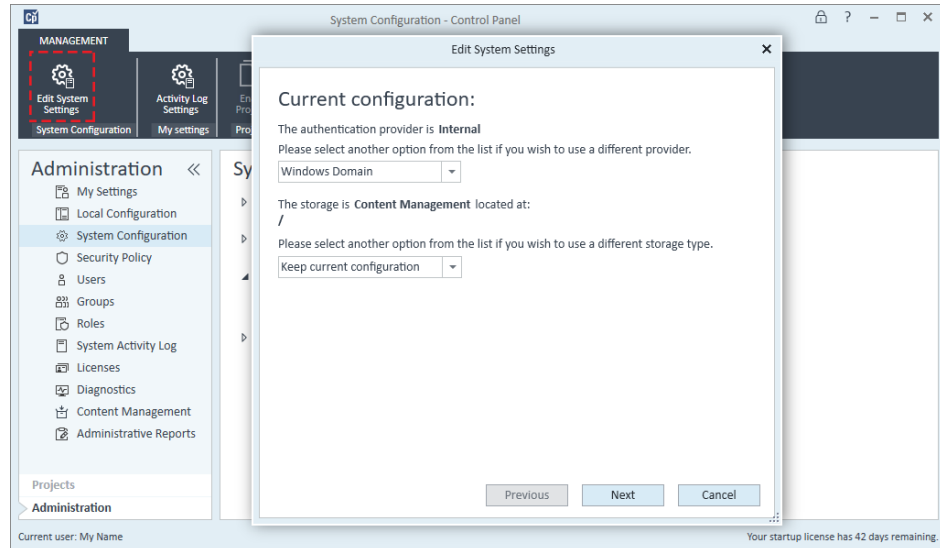 System Configuration - Control Panel
MANAGEMENT
Edit System
Settings
Activity Log
Settings
System Configuration
My settings
Edit System Settings
Current configuration:
The authentication provider is Internal
Please select another option from the list if you wish to use a different provider.
Windows Domain
The storage is Content Management located at:
/
Please select another option from the list if you wish to use a different storage type.
Keep current configuration
Previous
Next
Cancel
Administration
My Settings
Local Configuration
System Configuration
Security Policy
Users
Groups
Roles
System Activity Log
Licenses
Diagnostics
Content Management
Administrative Reports
Projects
Administration
Current user: My Name
Your startup license has 42 days remaining.